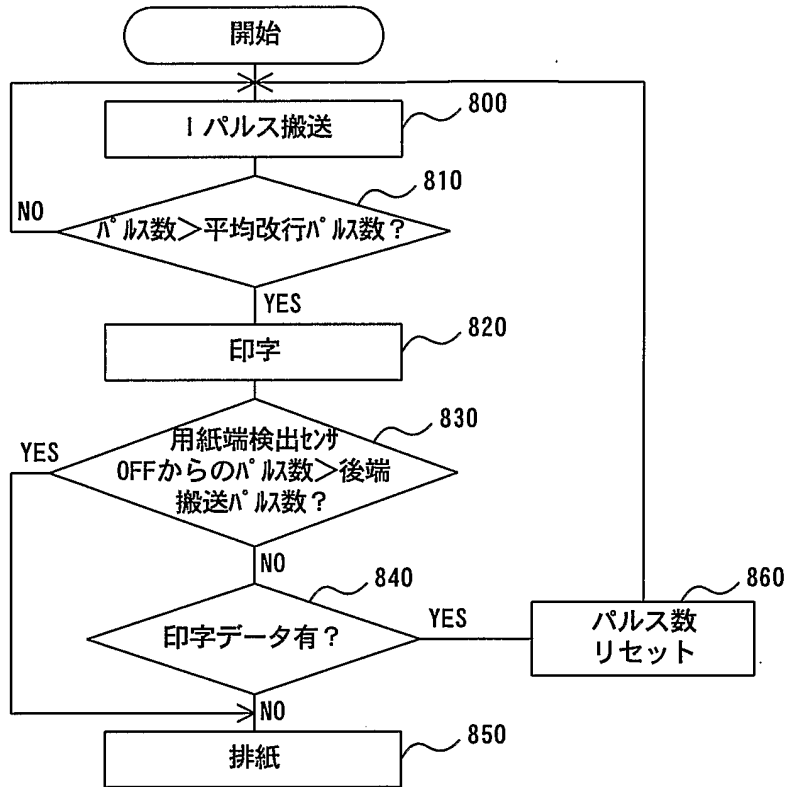 開始
1パルス搬送
800
810
パルス数>平均改行パルス数?
NO
YES
印字
820
用紙端検出センサ
OFFからのパルス数>後端
搬送パルス数?
830
YES
NO
印字データ有?
840
YES
パルス数
リセット
860
NO
排紙
850